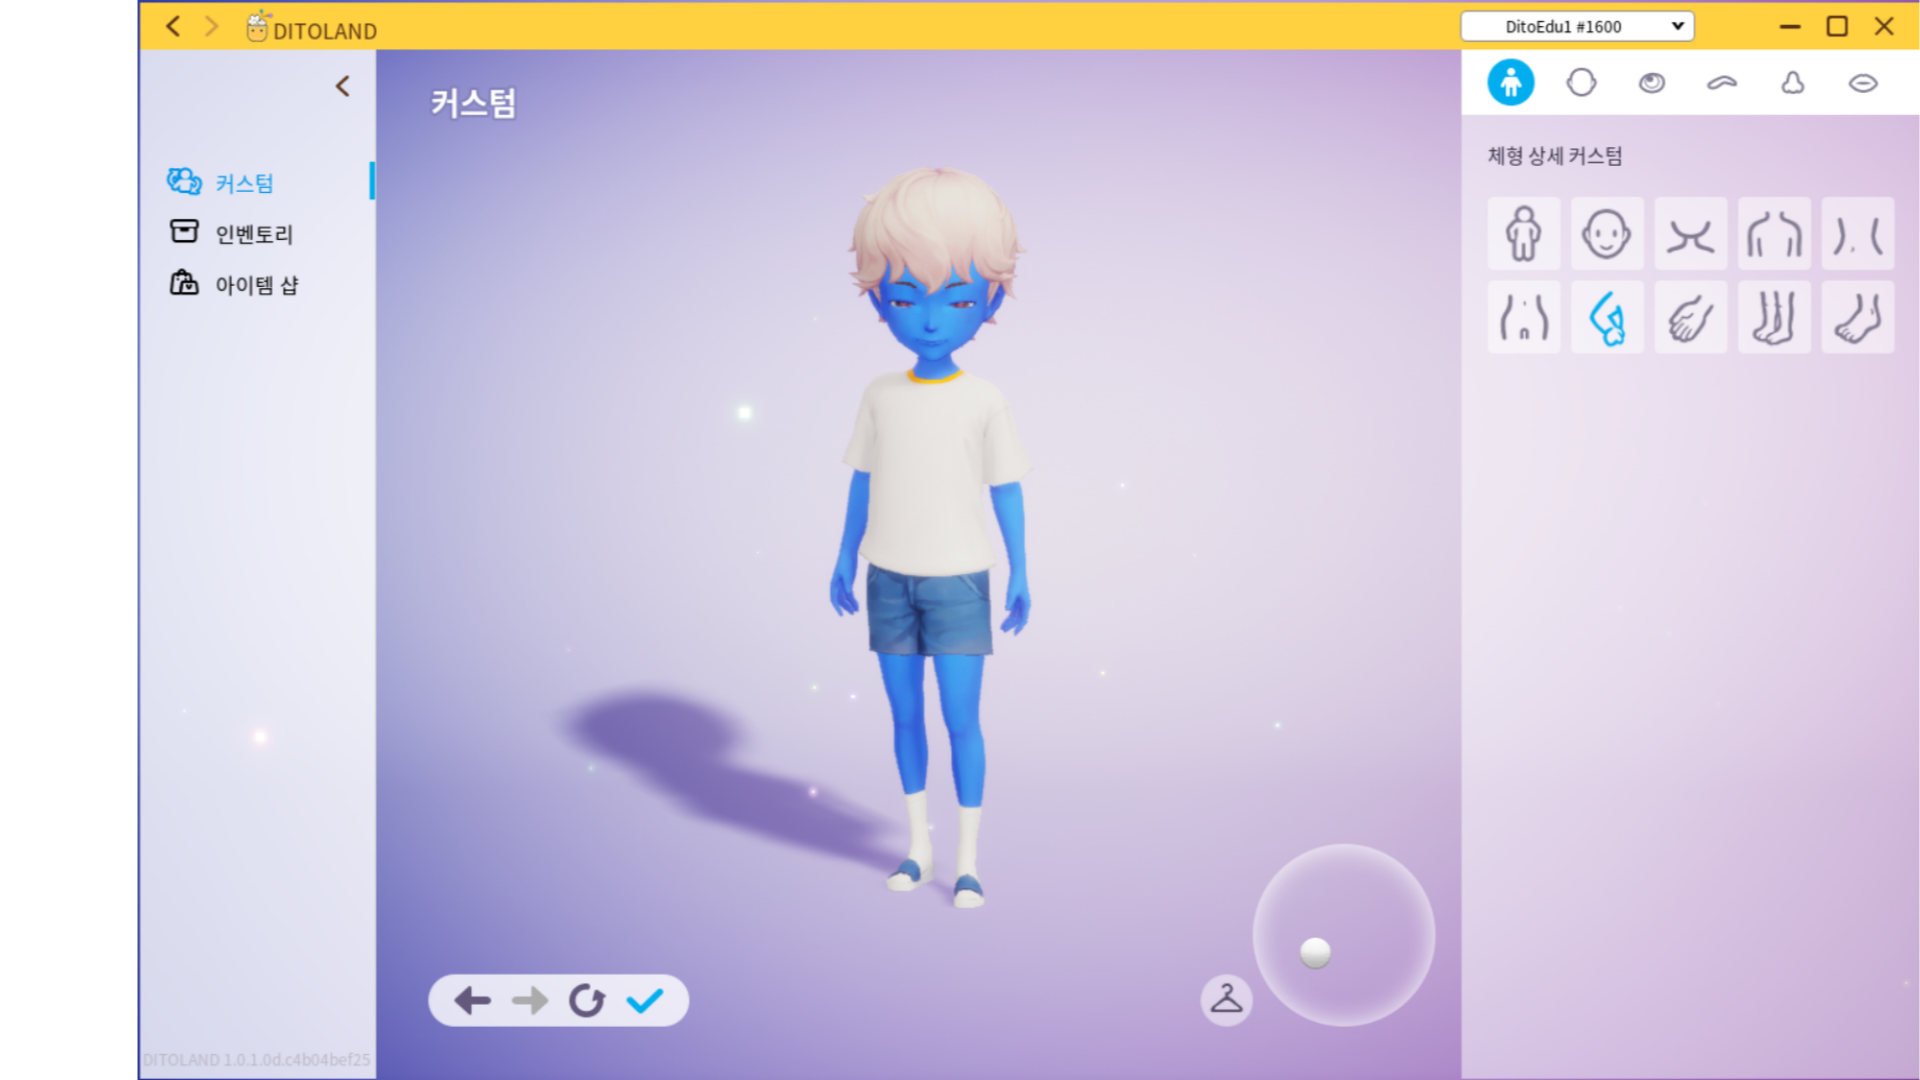 DITOLAND
DitoEdu1 #1600
커스텀
커스텀
인벤토리
아이템 샵
체형 상세 커스텀
DITOLAND 1.0.1.0d.c4b04bef25